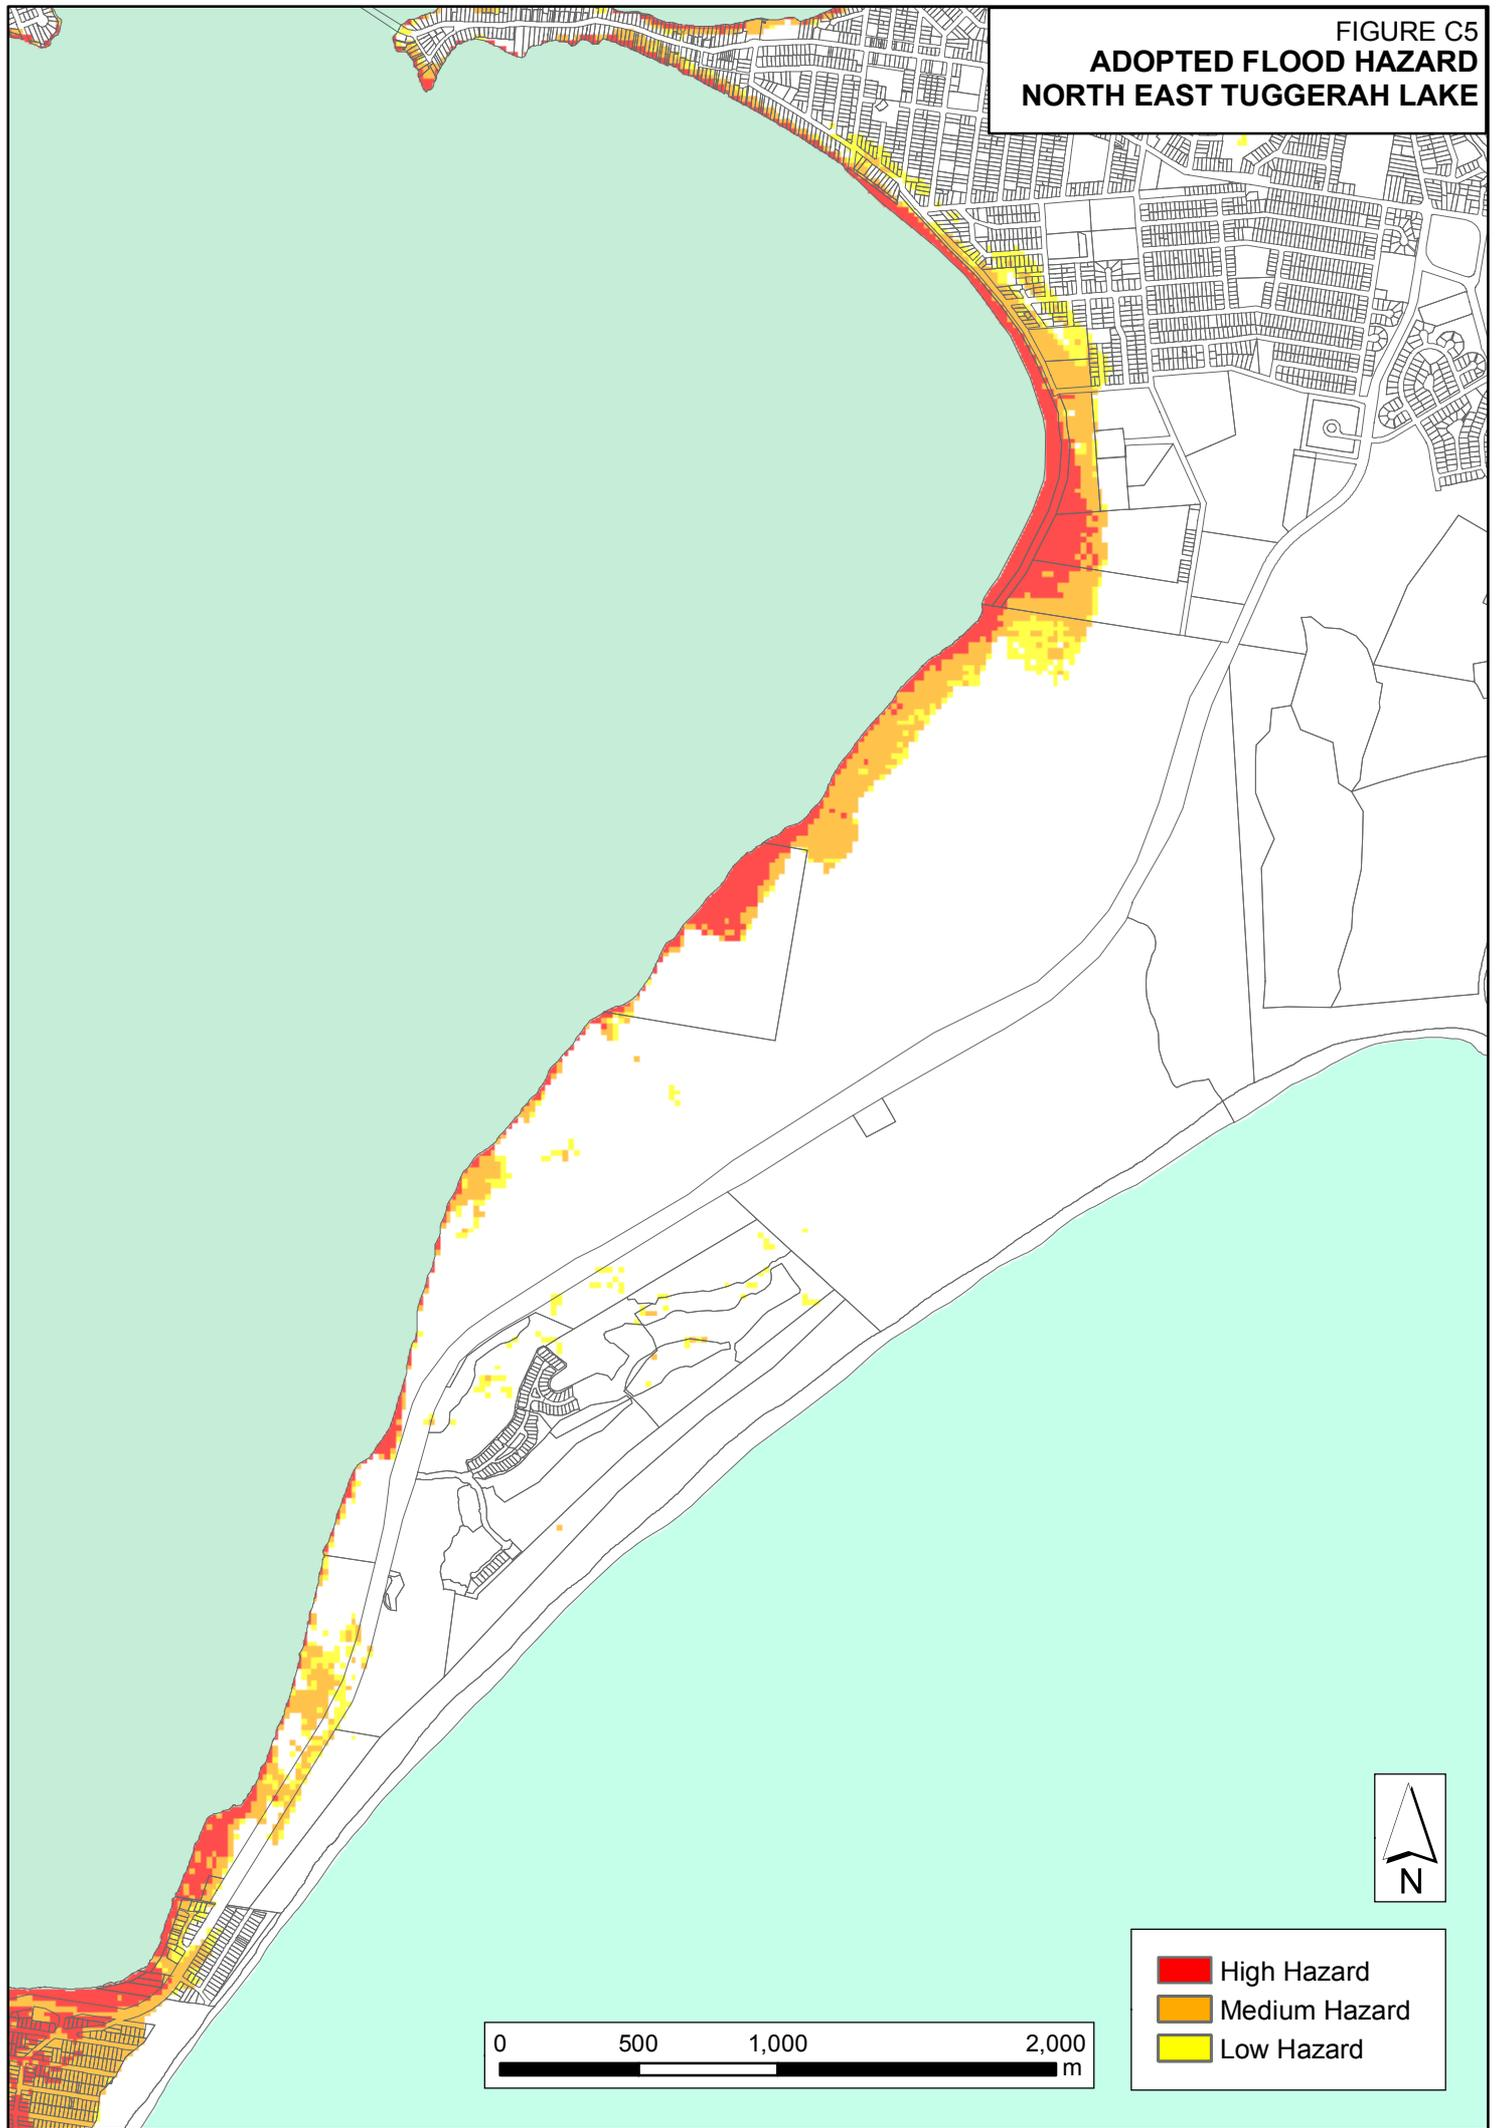 FIGURE C5
ADOPTED FLOOD HAZARD
NORTH EAST TUGGERAH LAKE
N
High Hazard
Medium Hazard
Low Hazard
0 500 1,000 2,000
m